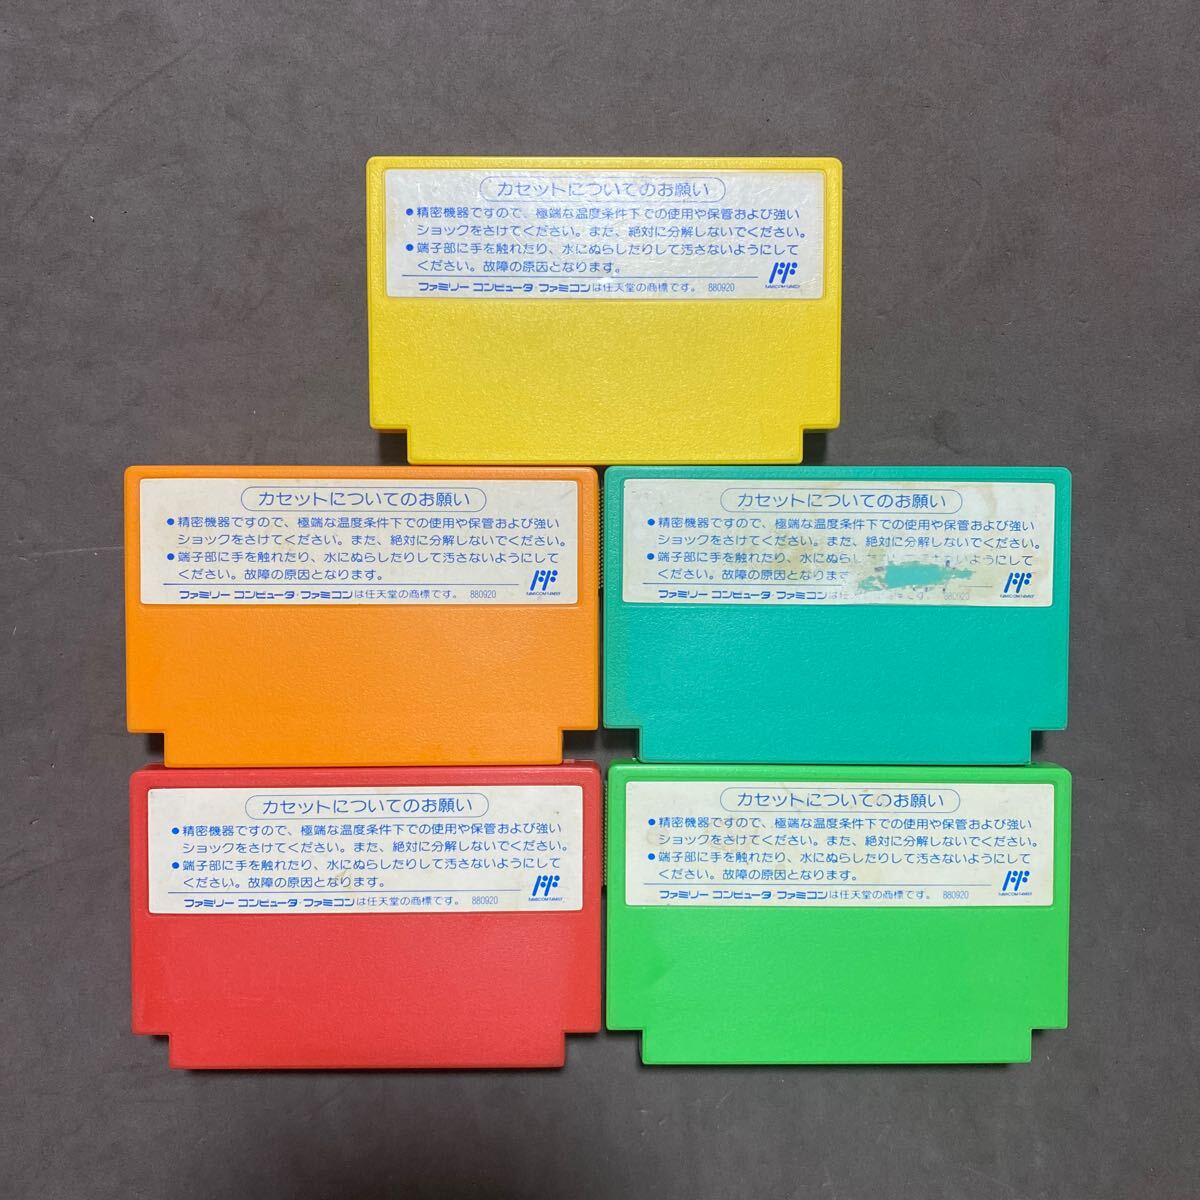 カセットについてのお願い
●精密機器ですので、極端な温度条件下での使用や保管および強い
ショックをさけてください。また、絶対に分解しないでください。
●端子部に手を触れたり、水にぬらしたりして汚さないようにして
ください。故障の原因となります。
FAMICOM FAMILY
ファミリー コンピュータ・ファミコンは任天堂の商標です。 880920
カセットについてのお願い
●精密機器ですので、極端な温度条件下での使用や保管および強い
ショックをさけてください。また、絶対に分解しないでください。
●端子部に手を触れたり、水にぬらしたりして汚さないようにして
ください。故障の原因となります。
FAMICOM FAMILY
ファミリー コンピュータ・ファミコンは任天堂の商標です。 880920
カセットについてのお願い
●精密機器ですので、極端な温度条件下での使用や保管および強い
ショックをさけてください。また、絶対に分解しないでください。
●端子部に手を触れたり、水にぬらし さないようにして
ください。故障の原因となります
FAMICOM FAMILY
ファミリー コンピュータ・ファミコンは任天堂の商標です。 880920
カセットについてのお願い
●精密機器ですので、極端な温度条件下での使用や保管および強い
ショックをさけてください。また、絶対に分解しないでください。
●端子部に手を触れたり、水にぬらしたりして汚さないようにして
ください。故障の原因となります。
FAMICOM FAMILY
ファミリー コンピュータ・ファミコンは任天堂の商標です。 880920
カセットについてのお願い
●精密機器ですので、極端な温度条件下での使用や保管および強い
ショックをさけてください。また、絶対に分解しないでください。
●端子部に手を触れたり、水にぬらしたりして汚さないようにして
ください。故障の原因となります。
FAMICOM FAMILY
ファミリー コンピュータ・ファミコンは任天堂の商標です。 880920